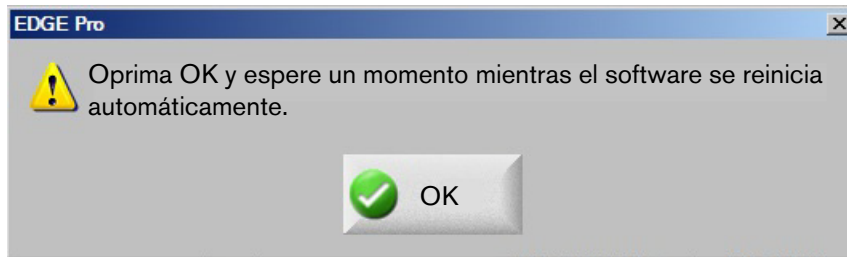 EDGE Pro
Oprima OK y espere un momento mientras el software se reinicia
automáticamente.
OK